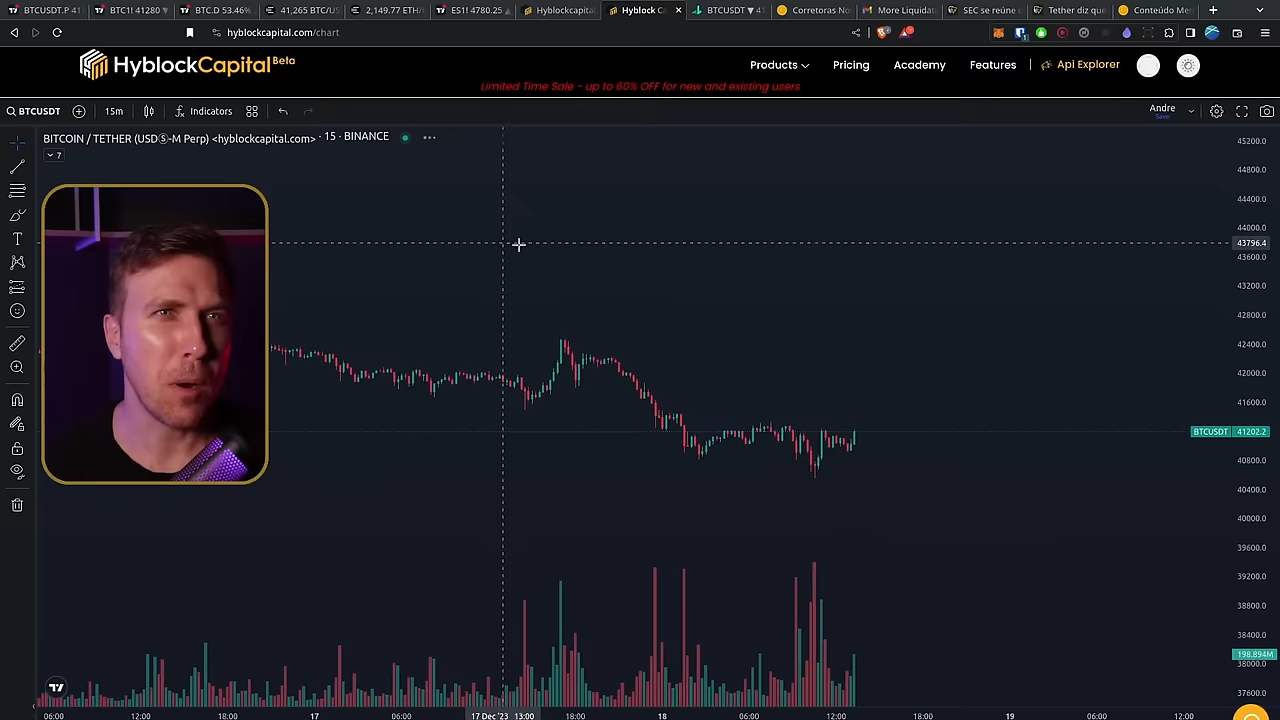 BTCUSDT ▼ 41
BTC1! 41280 ▼
BTC.D 53.46%
41,265 BTC/US
2,149.77 ETH/
ES1! 4780.25 ▲
Hyblockcapital
Hyblock C
BTCUSDT ▼ 41
Corretoras No
More Liquidat
SEC se reúne
Tether diz que
Conteúdo Mem
hyblockcapital.com/chart
HyblockCapital Beta
Products
Pricing
Academy
Features
Api Explorer
Limited Time Sale - up to 60% OFF for new and existing users
BTCUSDT
15m
Indicators
Andre
Save
BITCOIN / TETHER (USDⓈ-M Perp) <hyblockcapital.com> · 15 · BINANCE
7
45200.0
44800.0
44400.0
44000.0
43796.4
43600.0
43200.0
42800.0
42400.0
42000.0
41600.0
BTCUSDT 41202.2
40800.0
40400.0
40000.0
39600.0
39200.0
38800.0
38400.0
198.894M
38000.0
37600.0
06:00
12:00
18:00
17
06:00
17 Dec '23 13:00
18:00
18
06:00
12:00
18:00
19
06:00
12:00